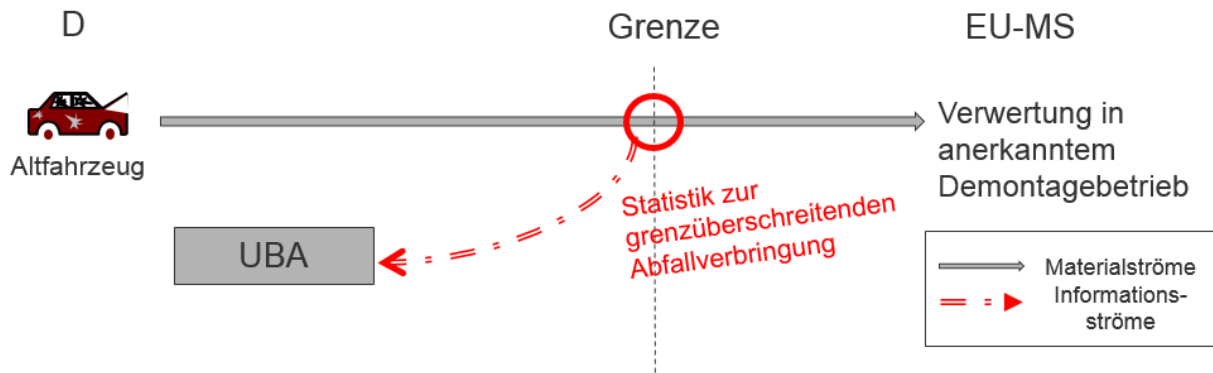 D
Grenze
EU-MS
Altfahrzeug
Verwertung in
anerkanntem
Demontagebetrieb
Statistik zur
grenzüberschreitenden
Abfallverbringung
UBA
Materialströme
Informations-
ströme